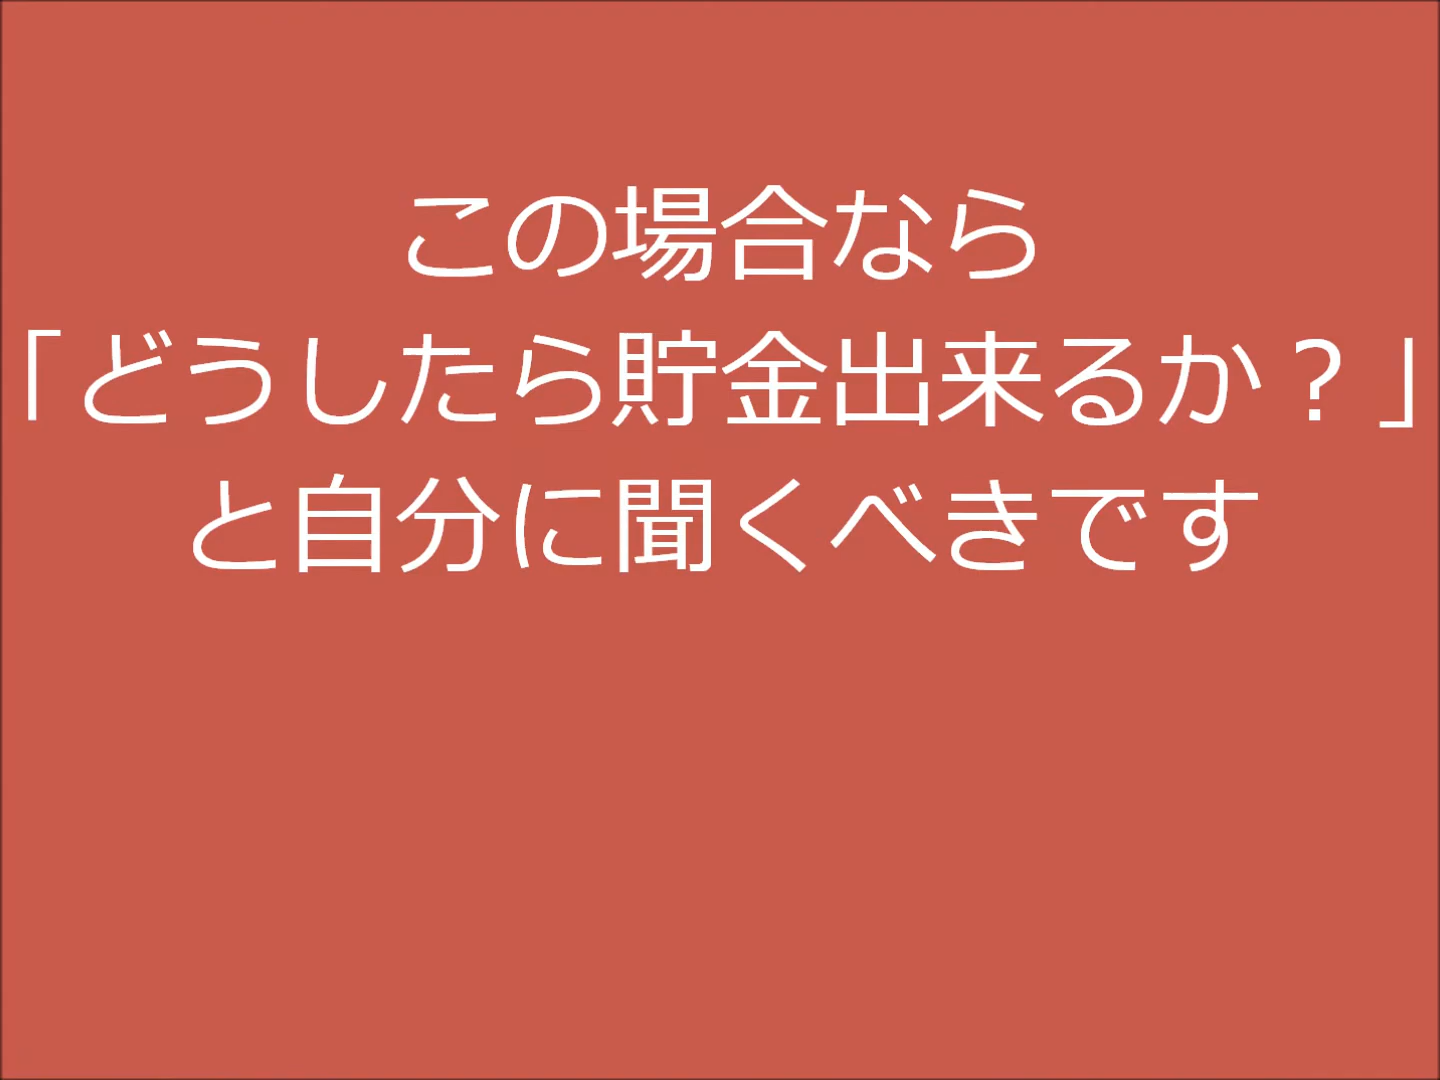 この場合なら
「どうしたら貯金出来るか？」
と自分に聞くべきです